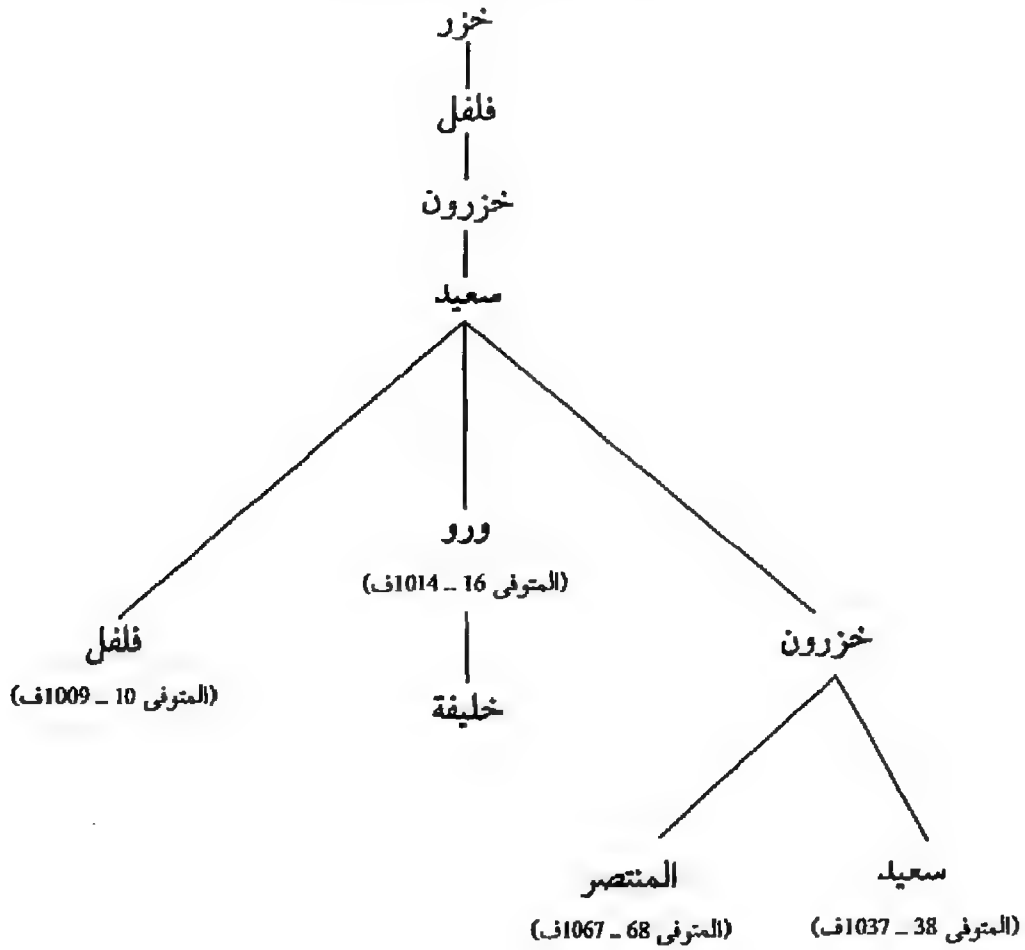 خزر
فلفل
خزرون
سعيد
ورو
(المتوفى 16 ـ 1014ف)
فلفل
(المتوفى 10 ـ 1009ف)
خليفة
خزرون
المنتصر
(المتوفى 68 ـ 1067ف)
سعيد
(المتوفى 38 ـ 1037ف)